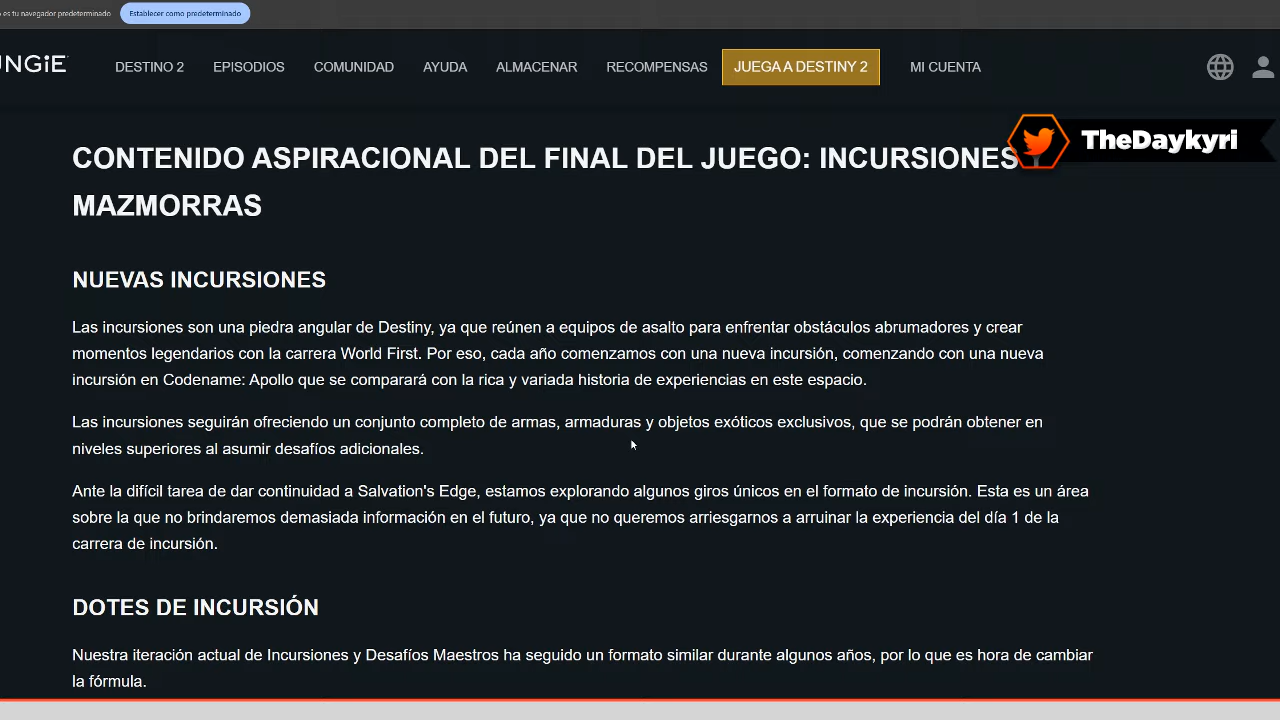 es tu navegador predeterminado Establecer como predeterminado
UNGiE DESTINO 2 EPISODIOS COMUNIDAD AYUDA ALMACENAR RECOMPENSAS JUEGA A DESTINY 2 MI CUENTA
TheDaykyri
CONTENIDO ASPIRACIONAL DEL FINAL DEL JUEGO: INCURSIONES
MAZMORRAS
NUEVAS INCURSIONES
Las incursiones son una piedra angular de Destiny, ya que reúnen a equipos de asalto para enfrentar obstáculos abrumadores y crear
momentos legendarios con la carrera World First. Por eso, cada año comenzamos con una nueva incursión, comenzando con una nueva
incursión en Codename: Apollo que se comparará con la rica y variada historia de experiencias en este espacio.
Las incursiones seguirán ofreciendo un conjunto completo de armas, armaduras y objetos exóticos exclusivos, que se podrán obtener en
niveles superiores al asumir desafíos adicionales.
Ante la difícil tarea de dar continuidad a Salvation's Edge, estamos explorando algunos giros únicos en el formato de incursión. Esta es un área
sobre la que no brindaremos demasiada información en el futuro, ya que no queremos arriesgarnos a arruinar la experiencia del día 1 de la
carrera de incursión.
DOTES DE INCURSIÓN
Nuestra iteración actual de Incursiones y Desafíos Maestros ha seguido un formato similar durante algunos años, por lo que es hora de cambiar
la fórmula.